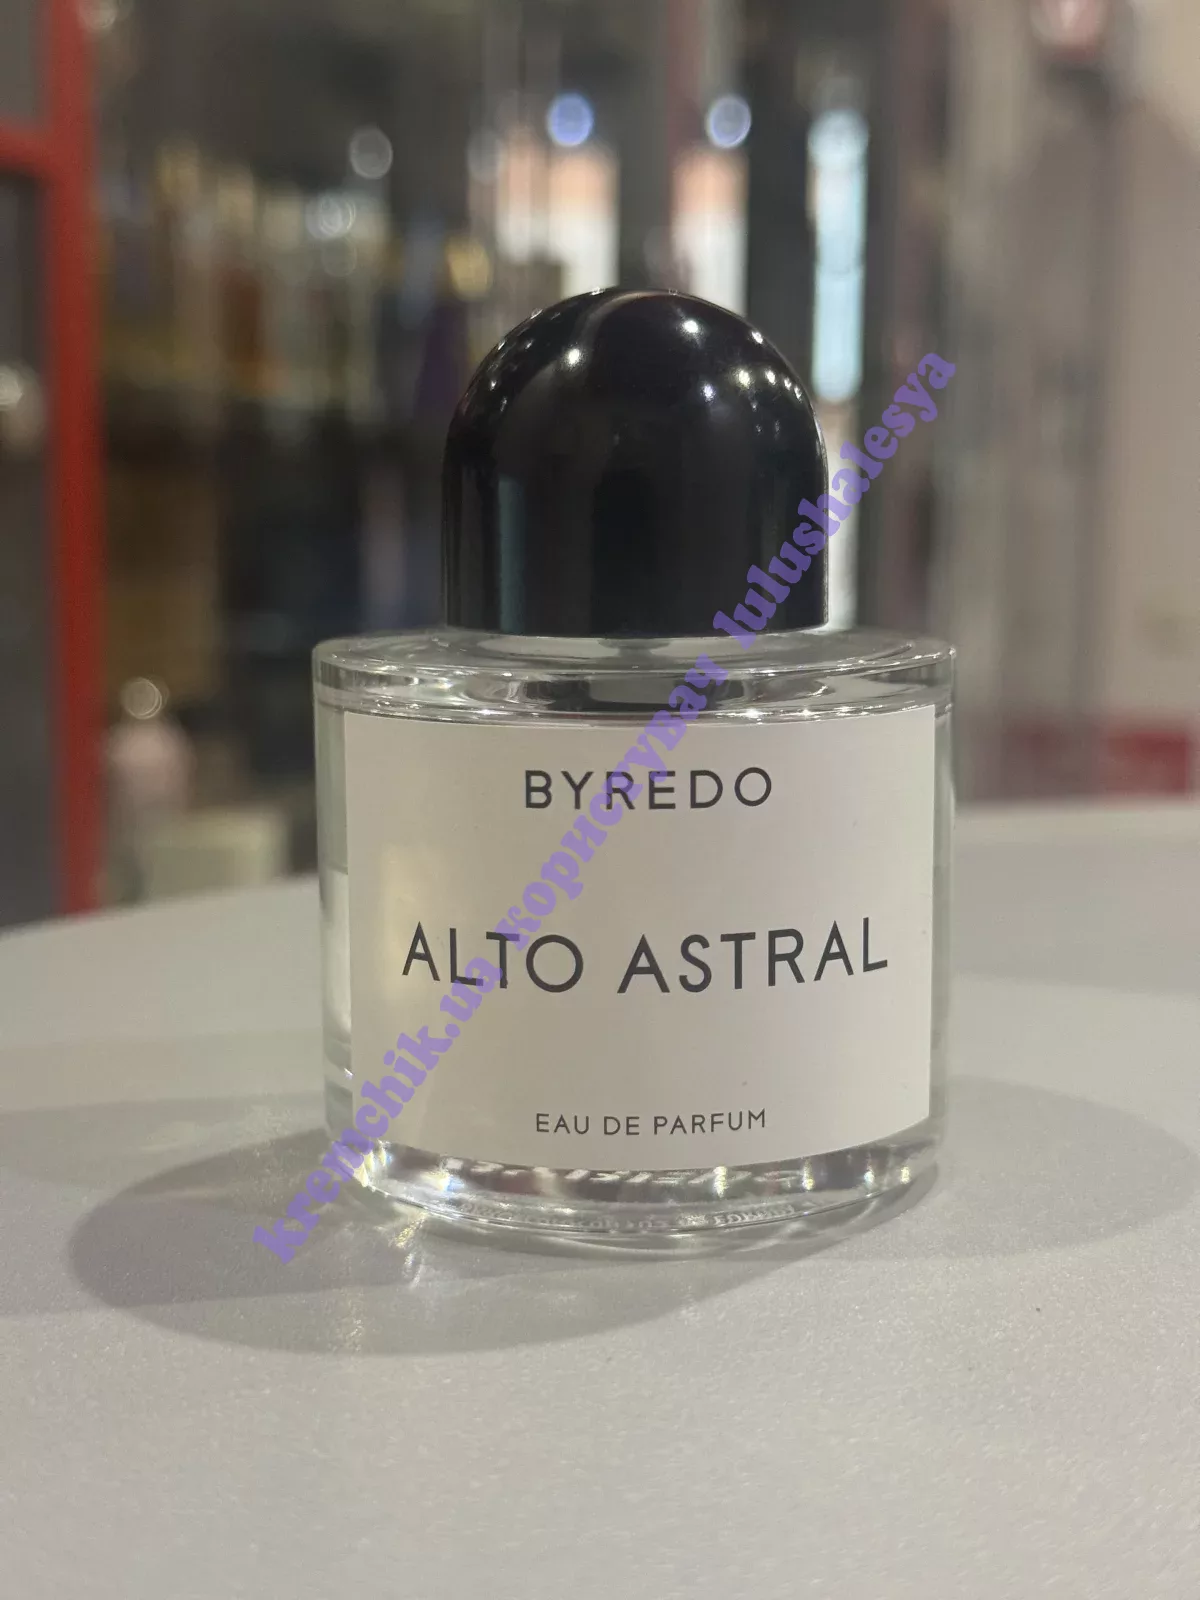 BYREDO
ALTO ASTRAL
EAU DE PARFUM
kremchik.ua користувач lulushalesya